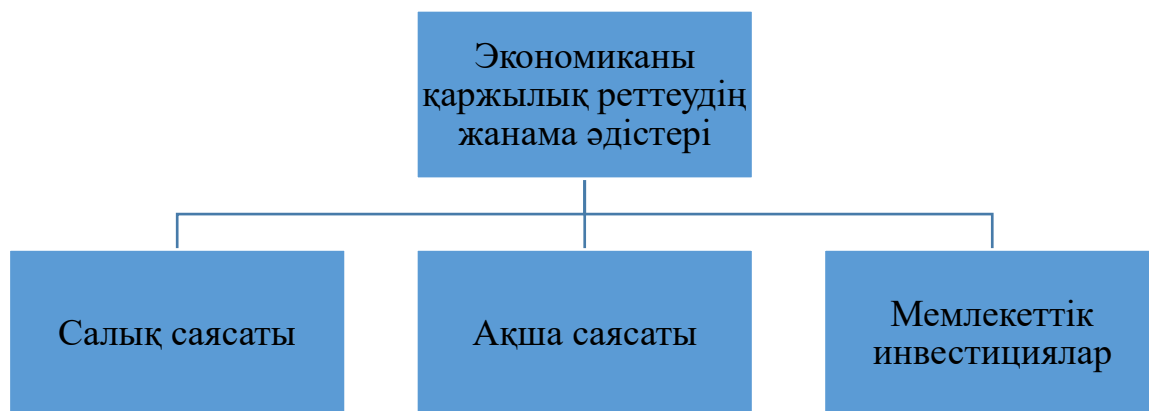 Экономиканы
қаржылық реттеудің
жанама әдістері
Салық саясаты
Ақша саясаты
Мемлекеттік
инвестициялар